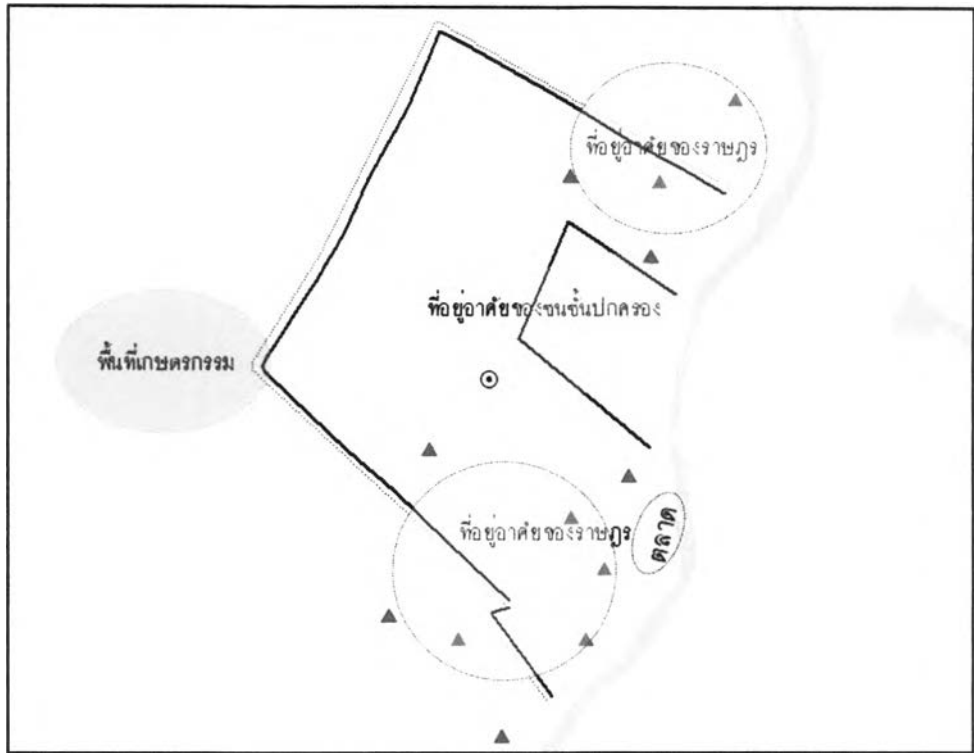 ที่อยู่อาศัยของราษฎร
ที่อยู่อาศัยของชนชั้นปกครอง
พื้นที่เกษตรกรรม
ที่อยู่อาศัยของราษฎร
ตลาด